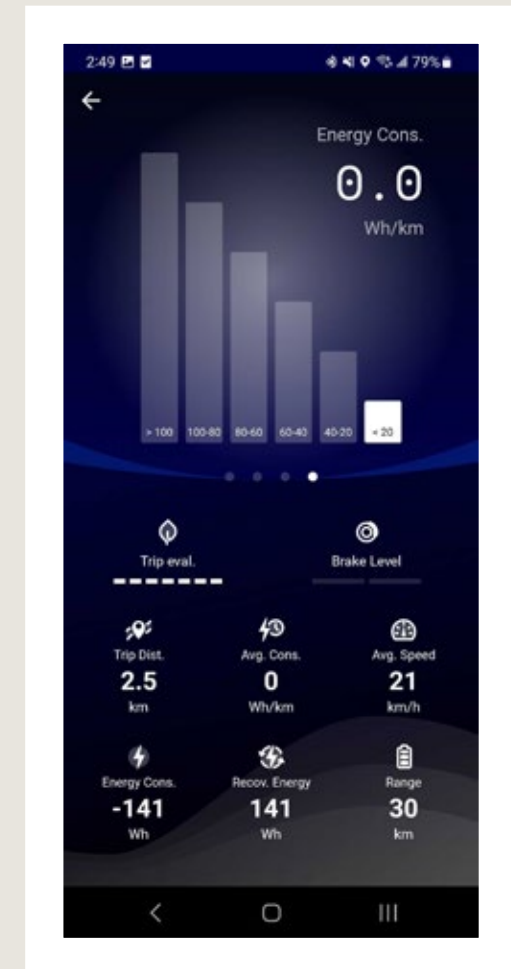 2:49 79%
Energy Cons.
0.0
Wh/km
> 100 100-80 80-60 60-40 40-20 < 20
Trip eval. Brake Level
Trip Dist. Avg. Cons. Avg. Speed
2.5 0 21
km Wh/km km/h
Energy Cons. Recov. Energy Range
-141 141 30
Wh Wh km